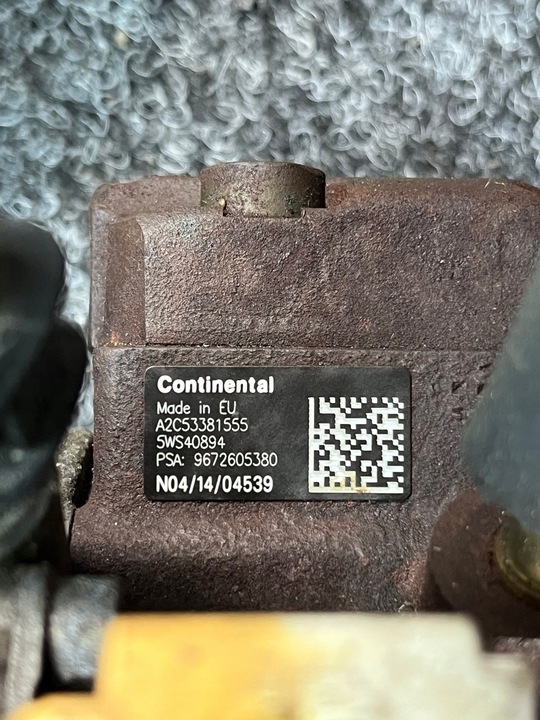 Continental
Made in EU
A2C53381555
5WS40894
PSA: 9672605380
N04/14/04539